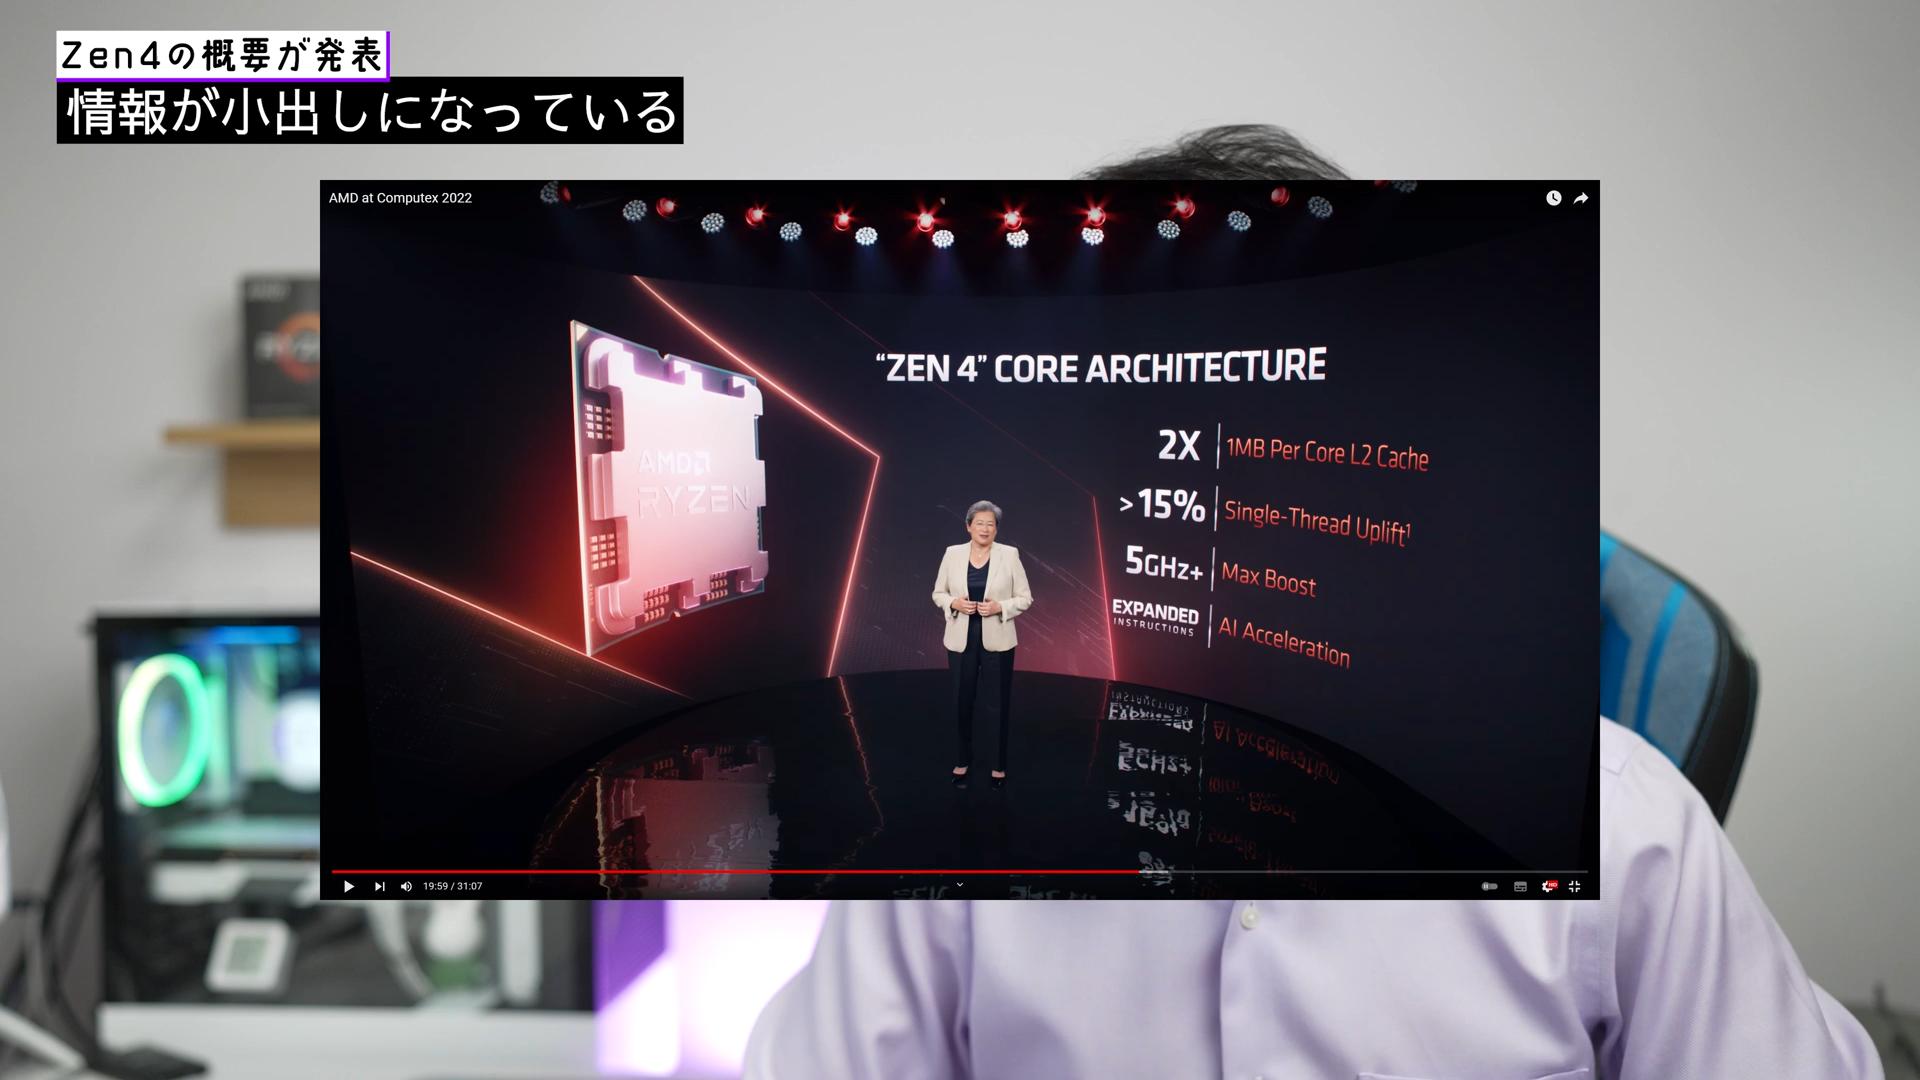 Zen4の概要が発表
情報が小出しになっている
AMD at Computex 2022
“ZEN 4” CORE ARCHITECTURE
2X 1MB Per Core L2 Cache
>15% Single-Thread Uplift¹
5GHz+ Max Boost
EXPANDED
INSTRUCTIONS
AI Acceleration
AMD
RYZEN
19:59 / 31:07
HD